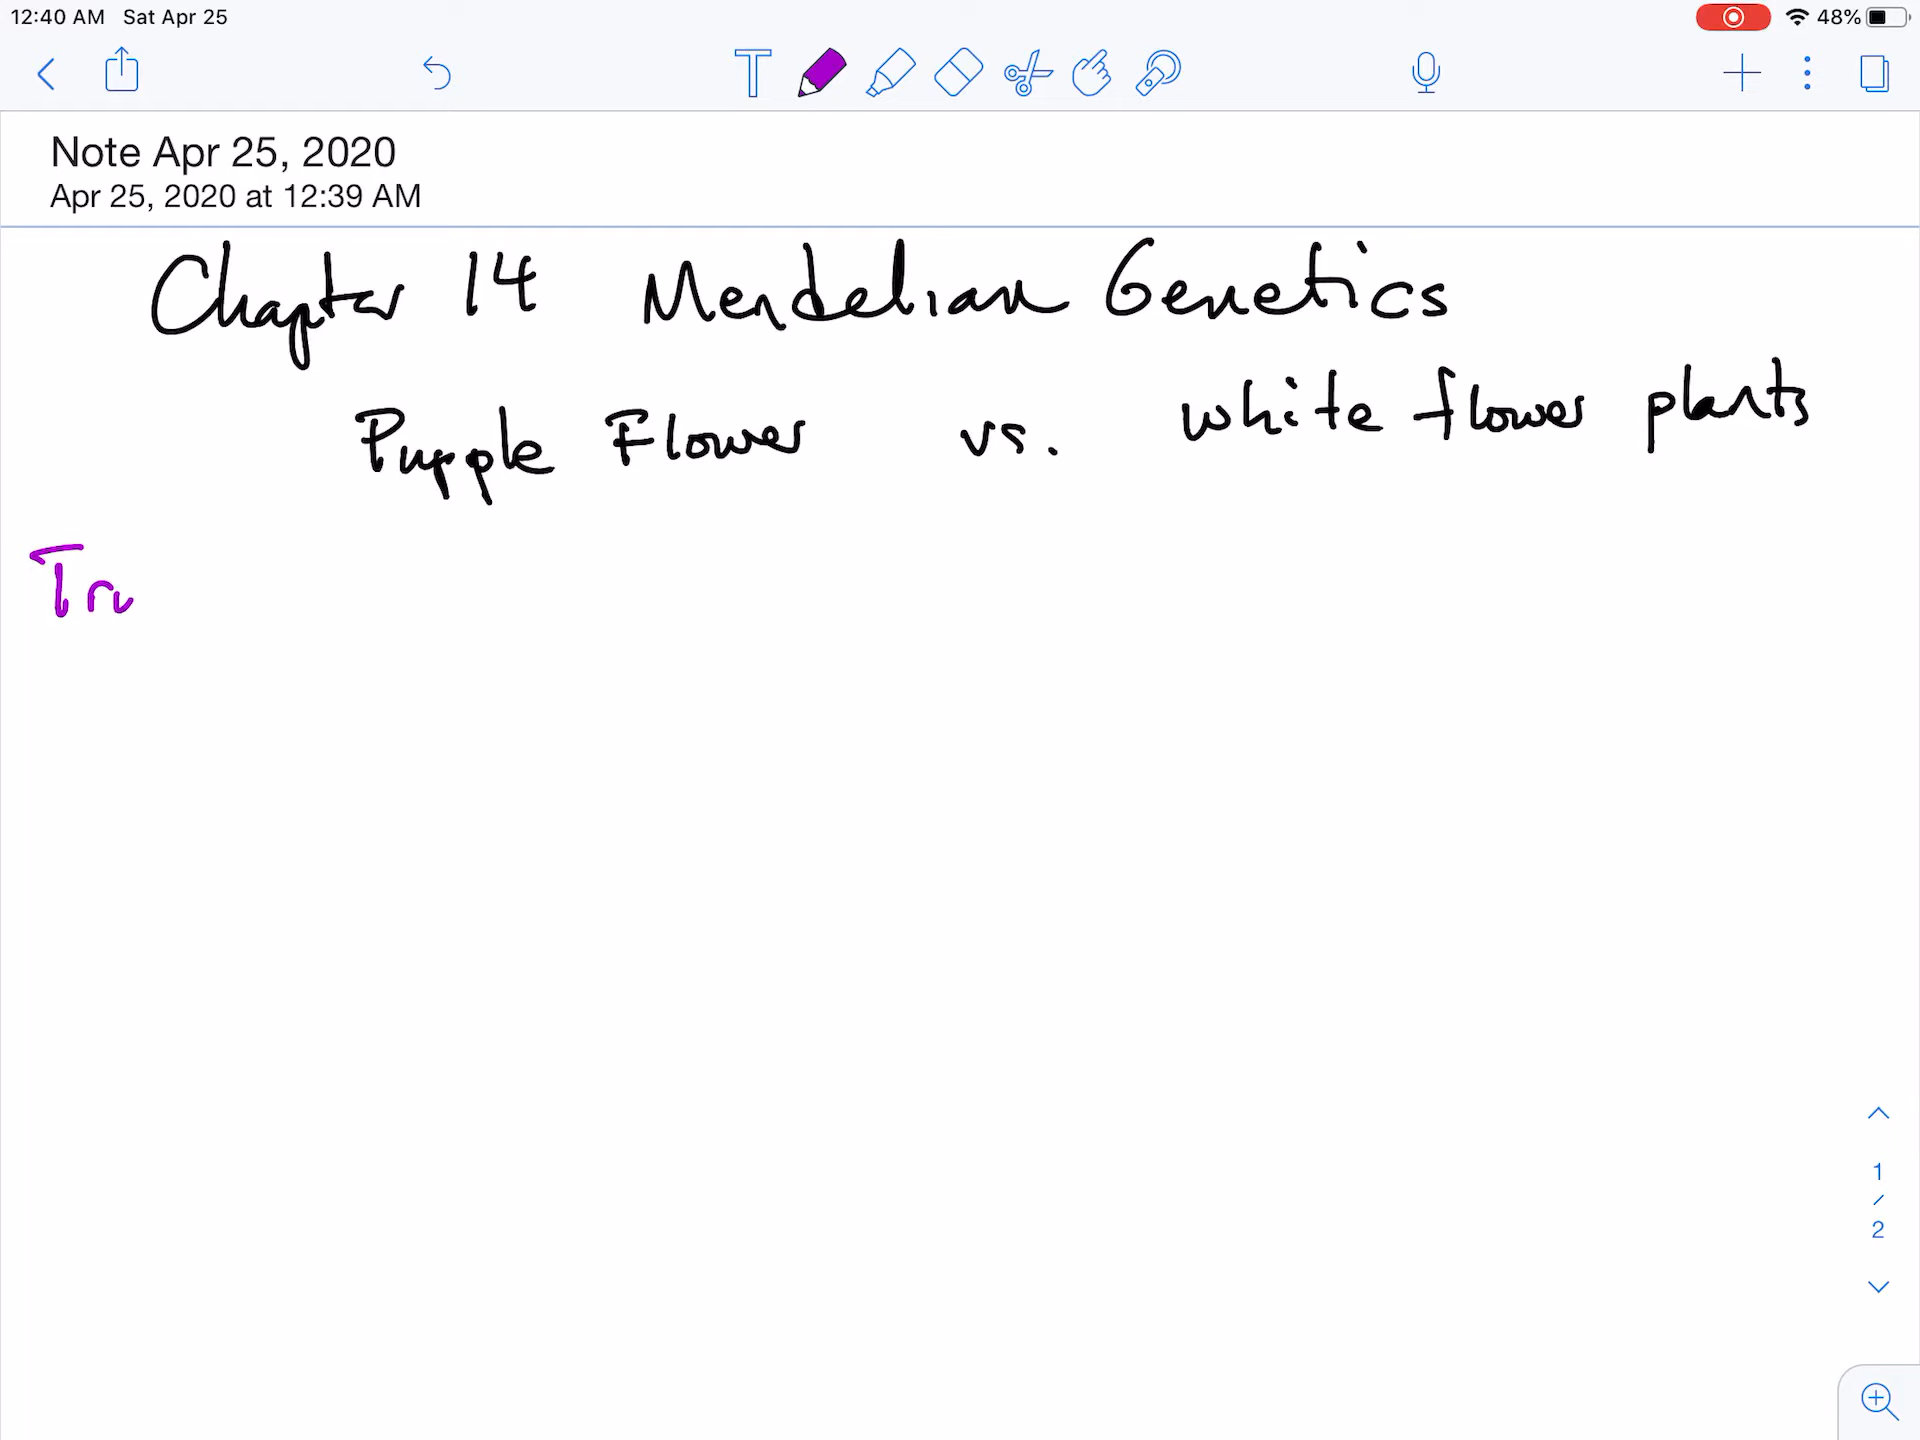 12:40 AM Sat Apr 25
48%
T
Note Apr 25, 2020
Apr 25, 2020 at 12:39 AM
Chapter 14 Mendelian Genetics
Purple Flower vs. white flower plants
Tru
1
/
2